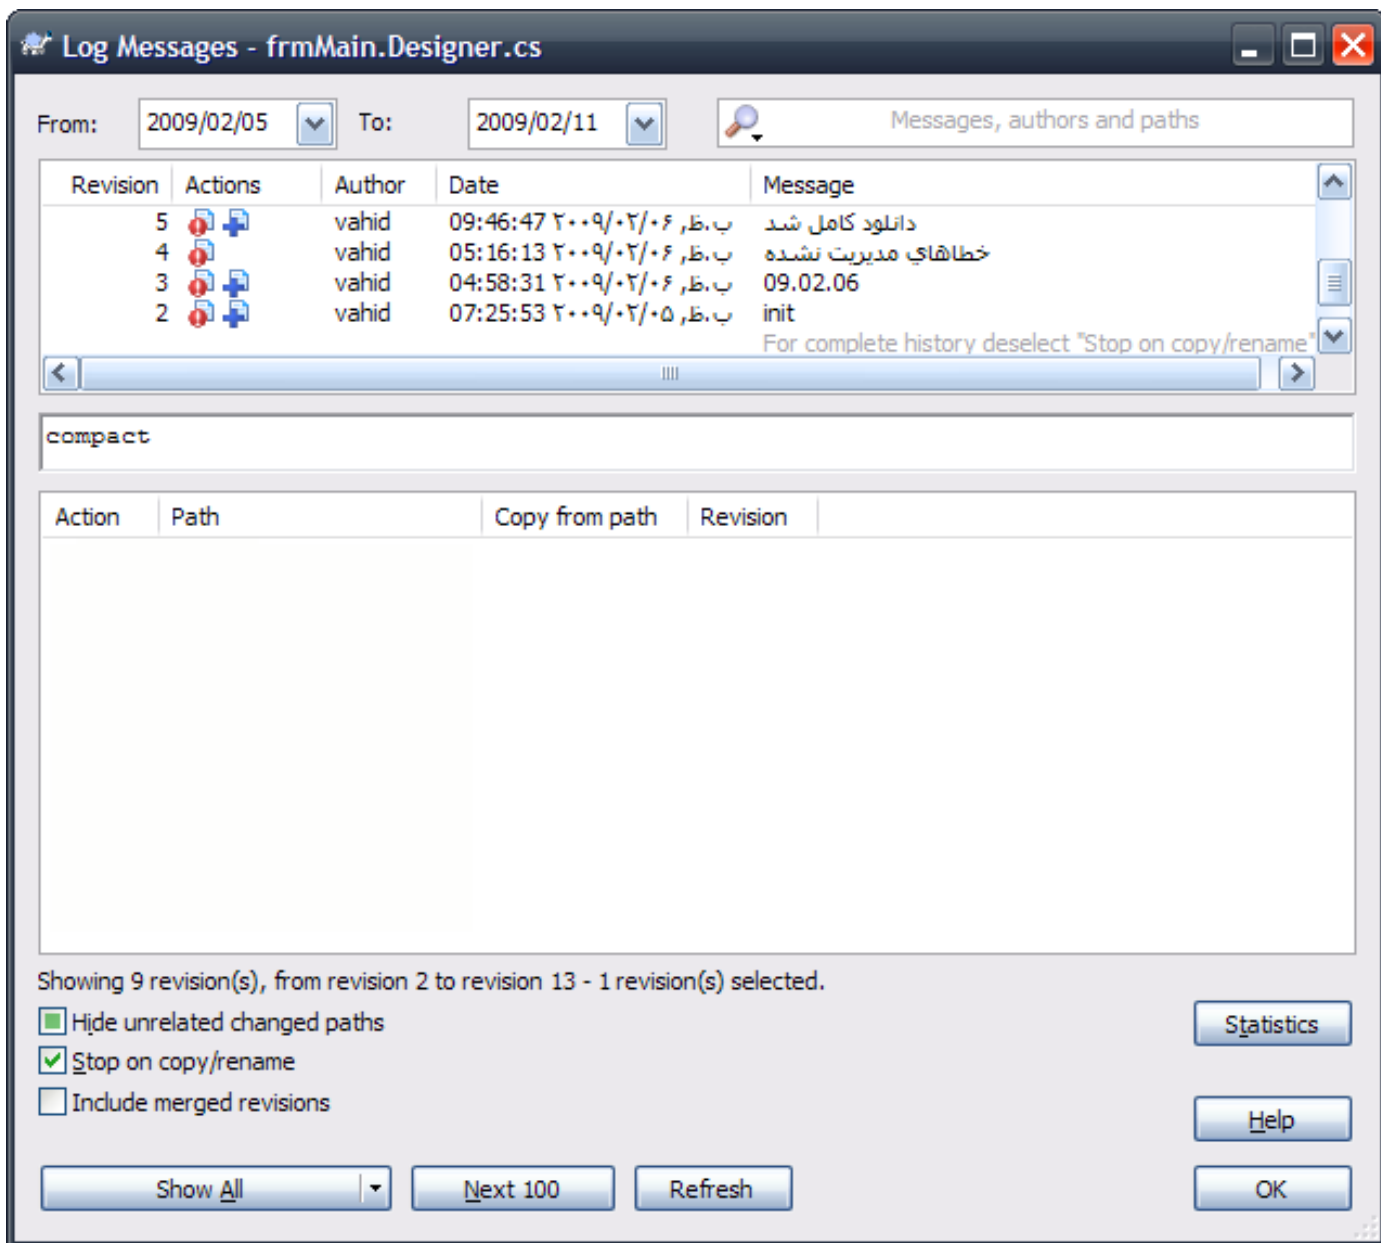 Log Messages - frmMain.Designer.cs
From: 2009/02/05 To: 2009/02/11 Messages, authors and paths
Revision Actions Author Date Message
5 vahid 09:46:47 ب.ظ, ۲۰۰۹/۰۲/۰۶ دانلود کامل شد
4 vahid 05:16:13 ب.ظ, ۲۰۰۹/۰۲/۰۶ خطاهاي مديريت نشده
3 vahid 04:58:31 ب.ظ, ۲۰۰۹/۰۲/۰۶ 09.02.06
2 vahid 07:25:53 ب.ظ, ۲۰۰۹/۰۲/۰۵ init
For complete history deselect "Stop on copy/rename"
compact
Action Path Copy from path Revision
Showing 9 revision(s), from revision 2 to revision 13 - 1 revision(s) selected.
Hide unrelated changed paths
Statistics
Stop on copy/rename
Include merged revisions
Help
Show All Next 100 Refresh OK